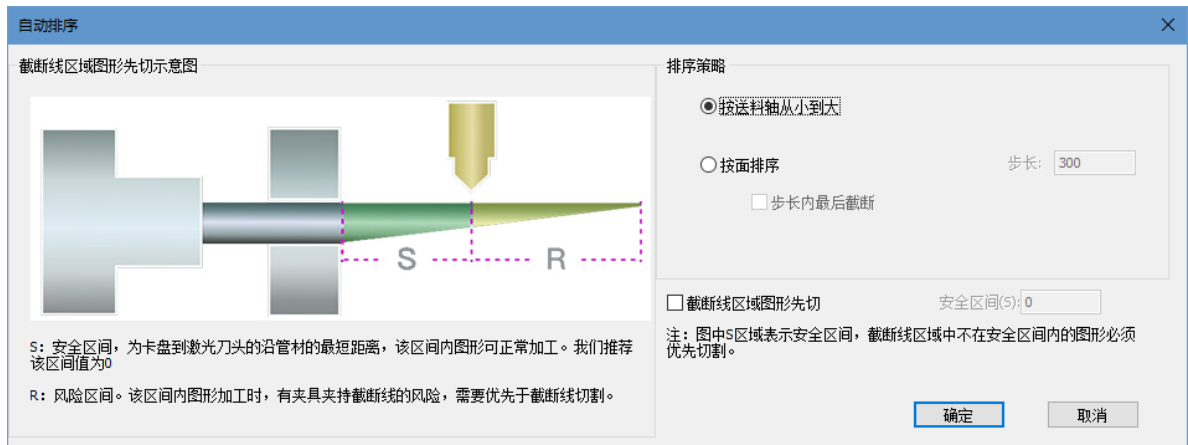 自动排序
截断线区域图形先切示意图
S
R
S: 安全区间，为卡盘到激光刀头的沿管材的最短距离，该区间内图形可正常加工。我们推荐
该区间值为0
R: 风险区间。该区间内图形加工时，有夹具夹持截断线的风险，需要优先于截断线切割。
排序策略
按送料轴从小到大
按面排序
步长: 300
步长内最后截断
截断线区域图形先切
安全区间(S): 0
注: 图中S区域表示安全区间，截断线区域中不在安全区间内的图形必须
优先切割。
确定
取消